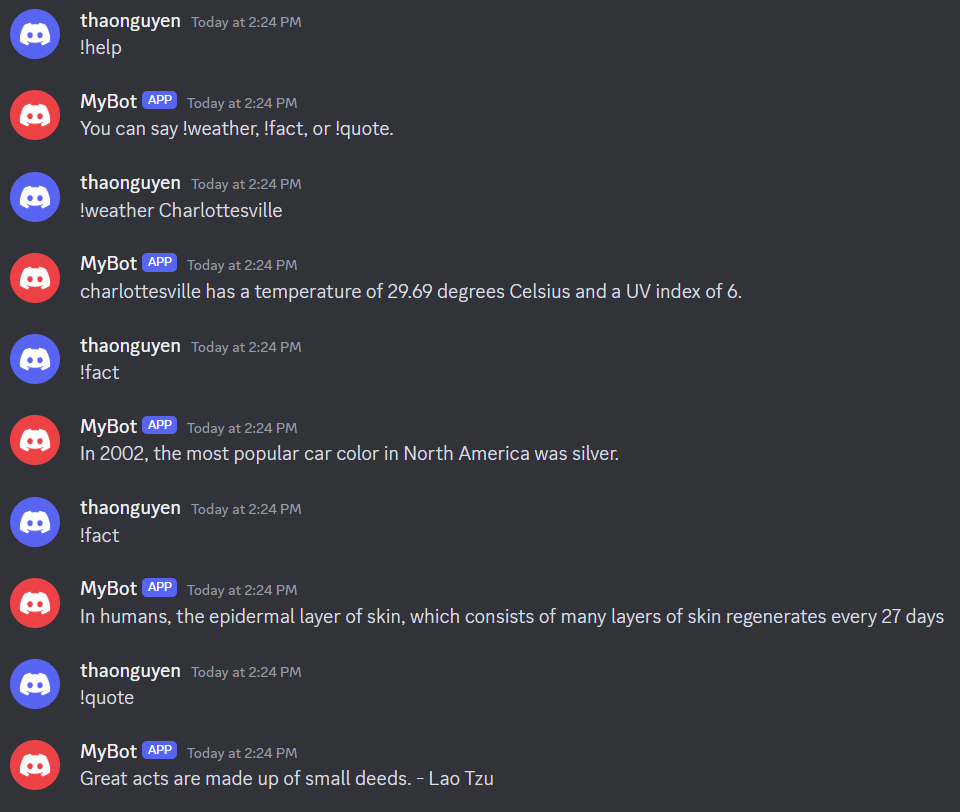 thaonguyen Today at 2:24 PM
!help
MyBot APP Today at 2:24 PM
You can say !weather, !fact, or !quote.
thaonguyen Today at 2:24 PM
!weather Charlottesville
MyBot APP Today at 2:24 PM
charlottesville has a temperature of 29.69 degrees Celsius and a UV index of 6.
thaonguyen Today at 2:24 PM
!fact
MyBot APP Today at 2:24 PM
In 2002, the most popular car color in North America was silver.
thaonguyen Today at 2:24 PM
!fact
MyBot APP Today at 2:24 PM
In humans, the epidermal layer of skin, which consists of many layers of skin regenerates every 27 days
thaonguyen Today at 2:24 PM
!quote
MyBot APP Today at 2:24 PM
Great acts are made up of small deeds. - Lao Tzu